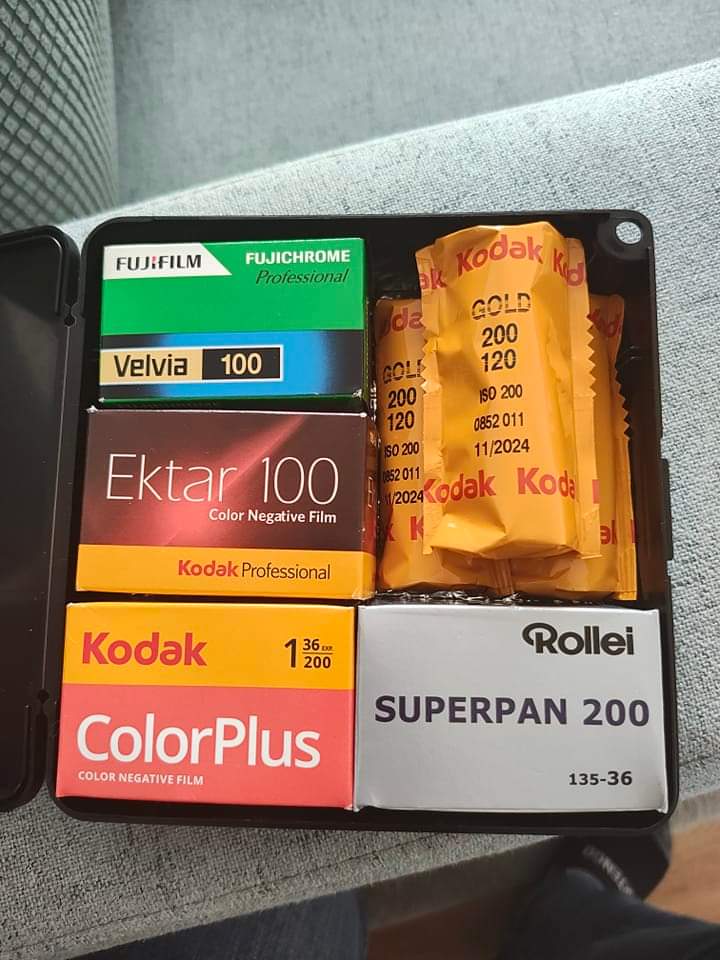 FUJIFILM
FUJICHROME
Professional
Velvia 100
Ektar 100
Color Negative Film
Kodak Professional
Kodak
1 36 EXP.
200
ColorPlus
COLOR NEGATIVE FILM
Kodak
GOLD
200
120
ISO 200
0852 011
11/2024
Kodak Koda
GOL
200
120
ISO 200
0852 011
11/2024
Rollei
SUPERPAN 200
135-36